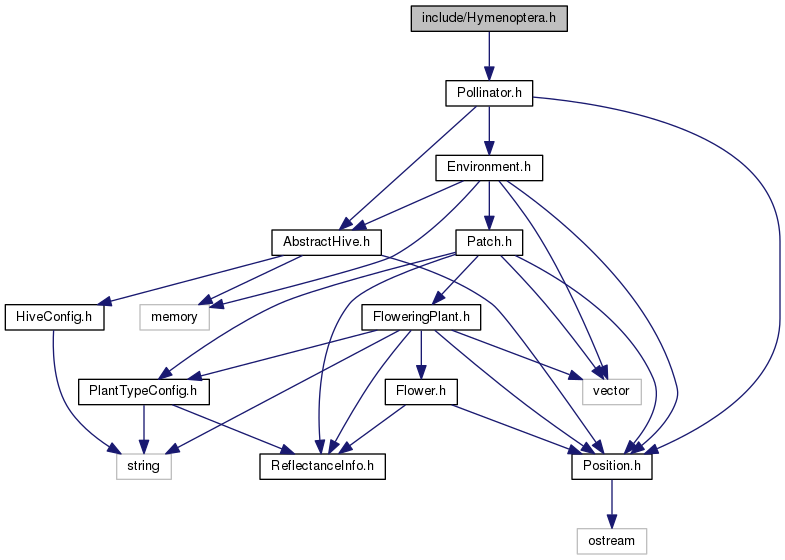 include/Hymenoptera.h
Pollinator.h
Environment.h
AbstractHive.h
Patch.h
HiveConfig.h
memory
FloweringPlant.h
PlantTypeConfig.h
Flower.h
vector
string
ReflectanceInfo.h
Position.h
ostream